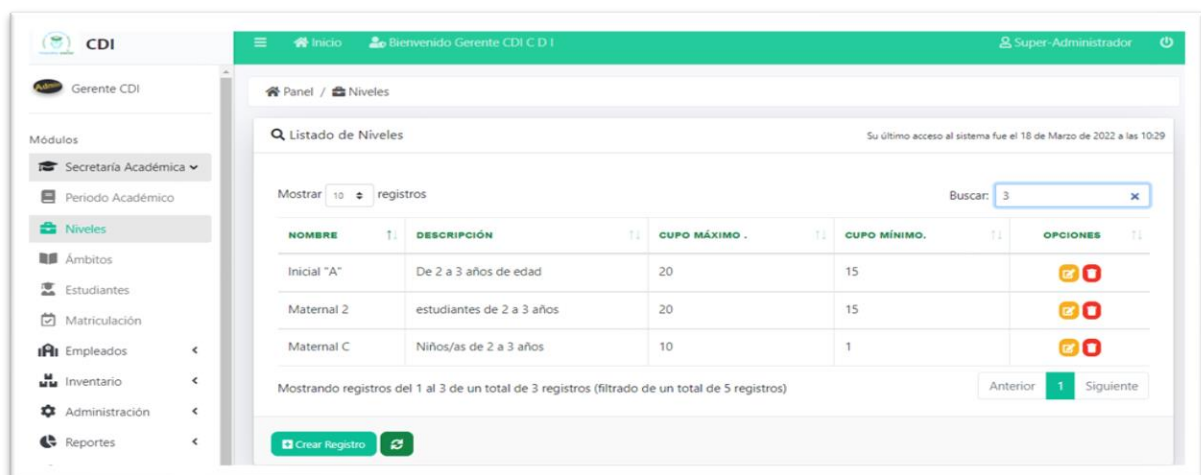 CDI
Inicio Bienvenido Gerente CDI C D I Super-Administrador
Admin Gerente CDI
Panel / Niveles
Módulos
Listado de Niveles Su último acceso al sistema fue el 18 de Marzo de 2022 a las 10:29
Secretaría Académica
Periodo Académico
Niveles
Ámbitos
Estudiantes
Matriculación
Empleados
Inventario
Administración
Reportes
Mostrar 10 registros Buscar: 3
NOMBRE DESCRIPCIÓN CUPO MÁXIMO . CUPO MÍNIMO. OPCIONES
Inicial "A" De 2 a 3 años de edad 20 15
Maternal 2 estudiantes de 2 a 3 años 20 15
Maternal C Niños/as de 2 a 3 años 10 1
Mostrando registros del 1 al 3 de un total de 3 registros (filtrado de un total de 5 registros) Anterior 1 Siguiente
Crear Registro